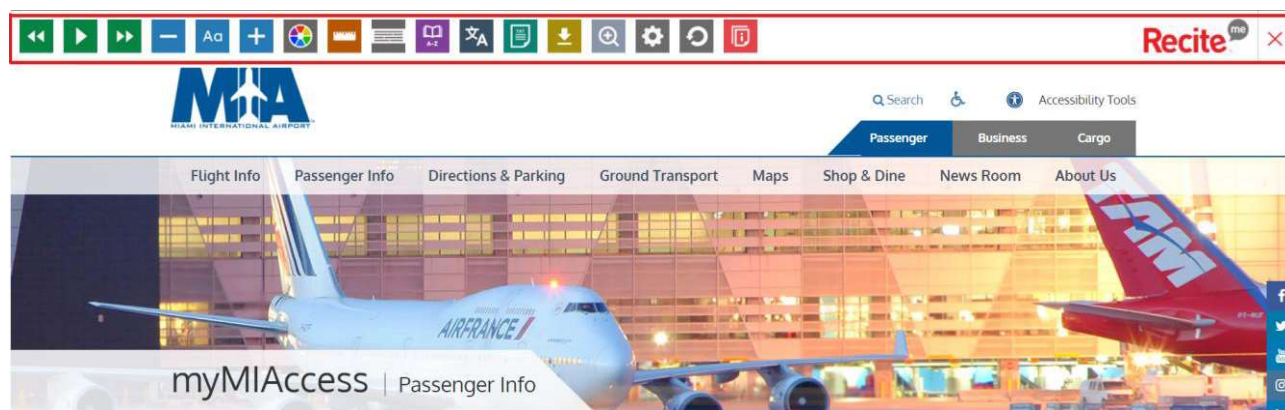 Aa
A-Z
Recite me
MIA
MIAMI INTERNATIONAL AIRPORT
Search
Accessibility Tools
Passenger Business Cargo
Flight Info Passenger Info Directions & Parking Ground Transport Maps Shop & Dine News Room About Us
TAM
AIRFRANCE
myMIAccess | Passenger Info